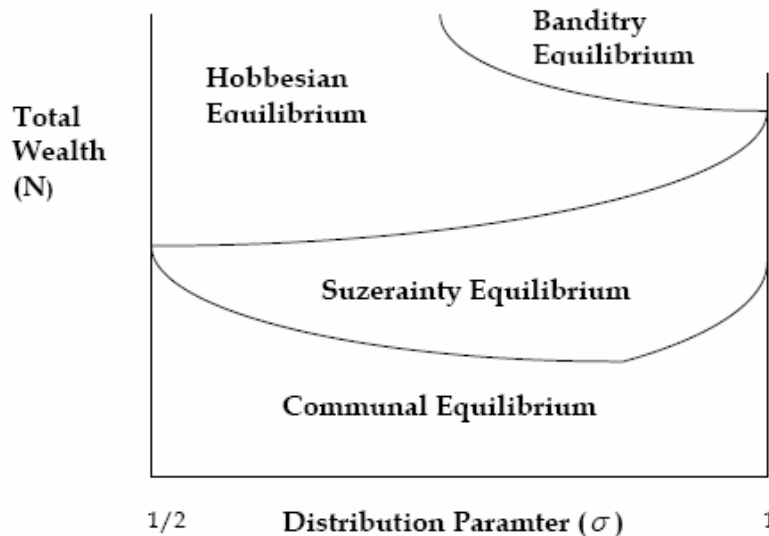 Banditry
Equilibrium
Hobbesian
Equilibrium
Total
Wealth
(N)
Suzerainty Equilibrium
Communal Equilibrium
1/2
Distribution Paramter (σ)
1